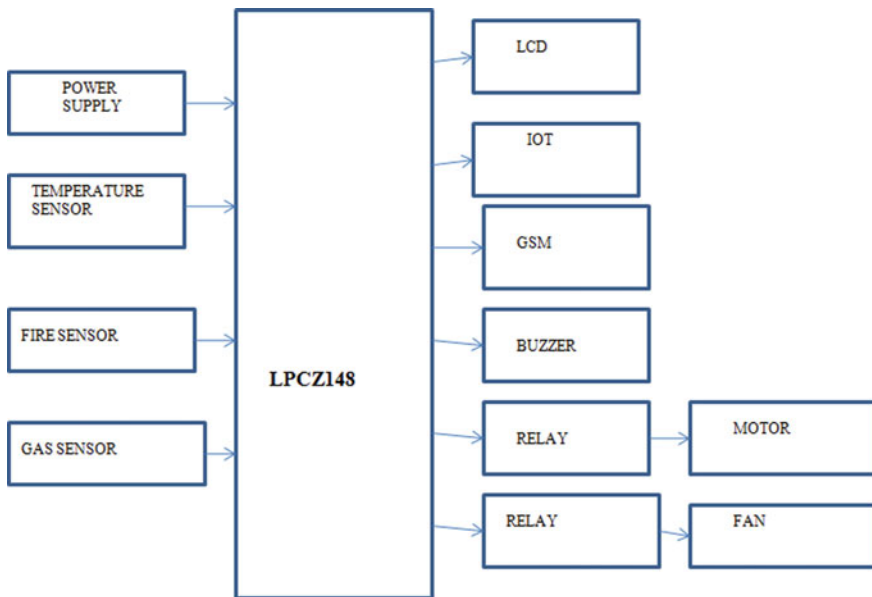 POWER
SUPPLY
TEMPERATURE
SENSOR
FIRE SENSOR
GAS SENSOR
LPCZ148
LCD
IOT
GSM
BUZZER
RELAY
MOTOR
RELAY
FAN